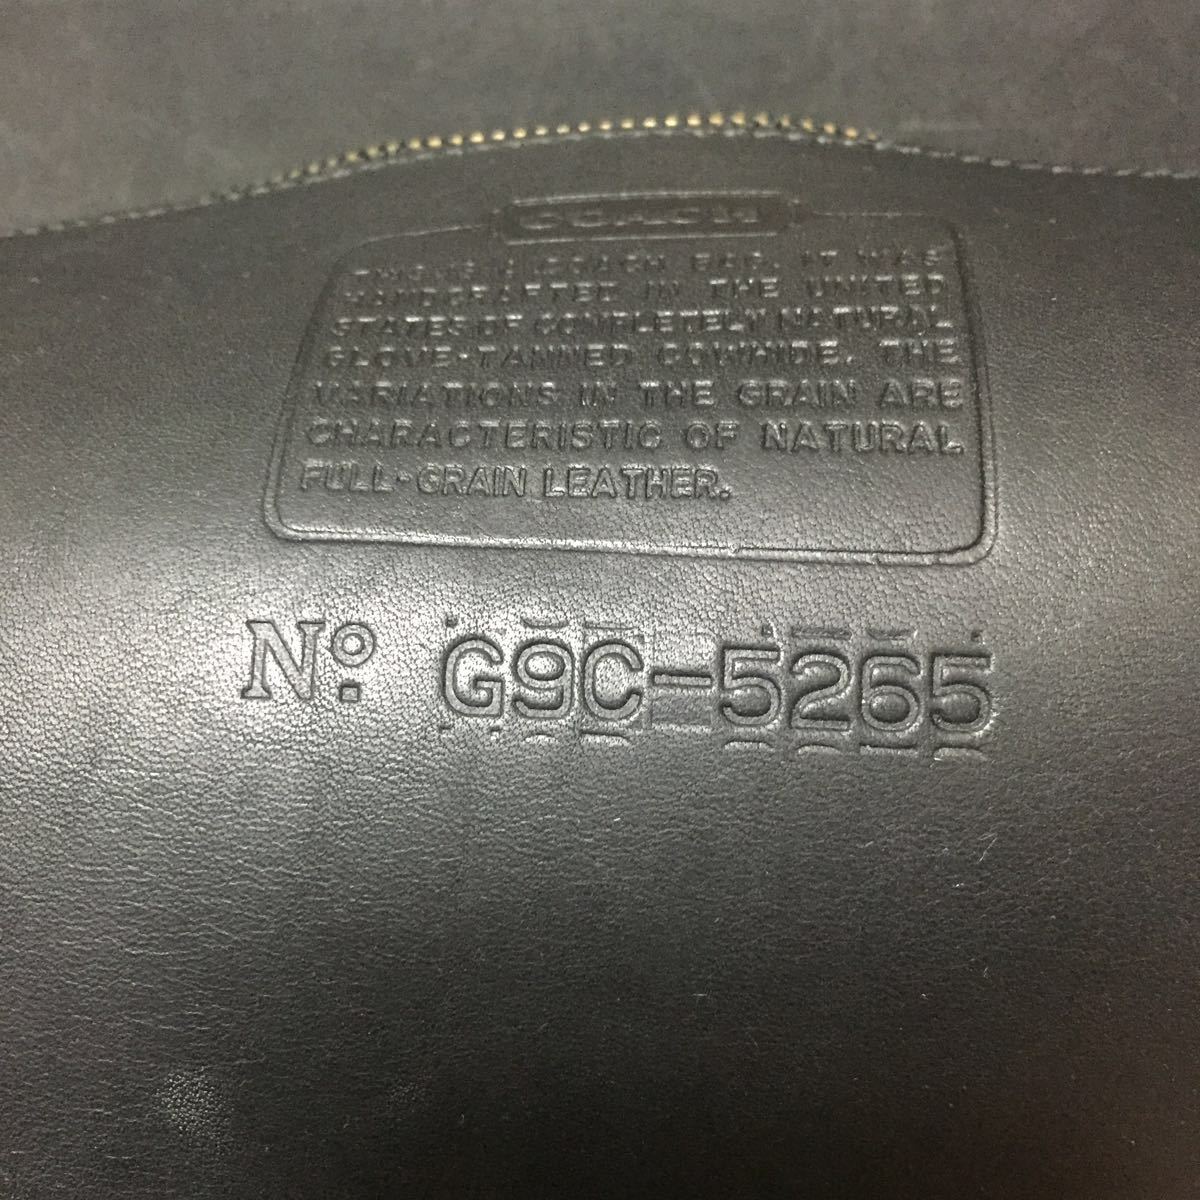 COACH
THIS IS A COACH BAG. IT WAS
HANDCRAFTED IN THE UNITED
STATES OF COMPLETELY NATURAL
GLOVE-TANNED COWHIDE. THE
VARIATIONS IN THE GRAIN ARE
CHARACTERISTIC OF NATURAL
FULL-GRAIN LEATHER.
No. G9C-5265